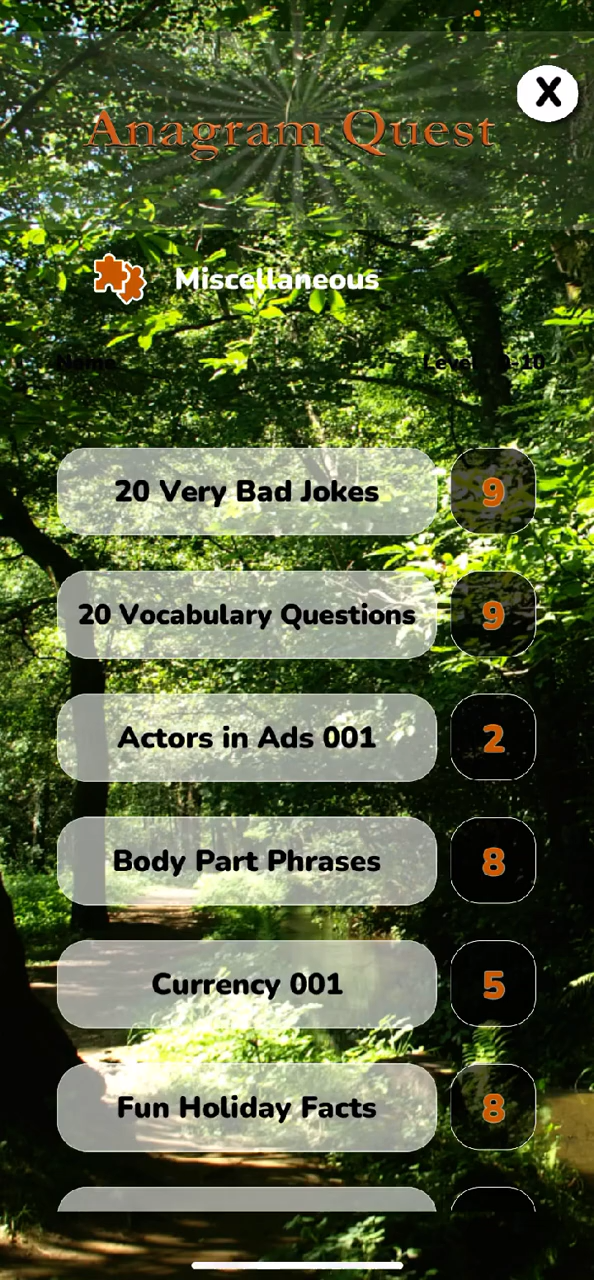 X
Anagram Quest
Miscellaneous
Name
20 Very Bad Jokes
9
20 Vocabulary Questions
9
Actors in Ads 001
2
Body Part Phrases
8
Currency 001
5
Fun Holiday Facts
8